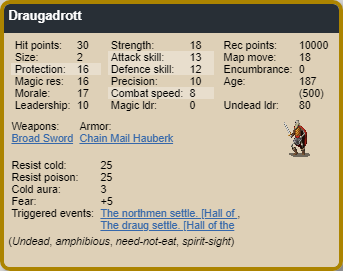 Draugadrott
Hit points: 30 Strength: 18 Rec points: 10000
Size: 2 Attack skill: 13 Map move: 18
Protection: 16 Defence skill: 12 Encumbrance: 0
Magic res: 16 Precision: 10 Age: 187
Morale: 17 Combat speed: 8 (500)
Leadership: 10 Magic ldr: 0 Undead ldr: 80
Weapons: Armor:
Broad Sword Chain Mail Hauberk
Resist cold: 25
Resist poison: 25
Cold aura: 3
Fear: +5
Triggered events: The northmen settle. [Hall of ,
The draug settle. [Hall of the
(Undead, amphibious, need-not-eat, spirit-sight)